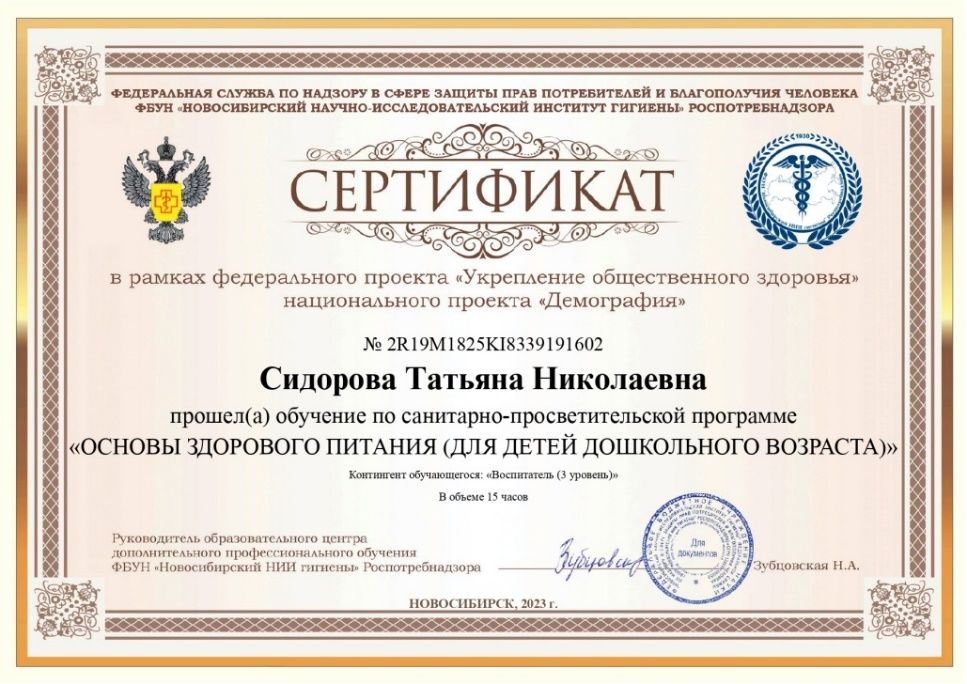 ФЕДЕРАЛЬНАЯ СЛУЖБА ПО НАДЗОРУ В СФЕРЕ ЗАЩИТЫ ПРАВ ПОТРЕБИТЕЛЕЙ И БЛАГОПОЛУЧИЯ ЧЕЛОВЕКА
ФБУН «НОВОСИБИРСКИЙ НАУЧНО-ИССЛЕДОВАТЕЛЬСКИЙ ИНСТИТУТ ГИГИЕНЫ» РОСПОТРЕБНАДЗОРА
1930
СЕРТИФИКАТ
в рамках федерального проекта «Укрепление общественного здоровья»
национального проекта «Демография»
№ 2R19M1825KI8339191602
Сидорова Татьяна Николаевна
прошел(а) обучение по санитарно-просветительской программе
«ОСНОВЫ ЗДОРОВОГО ПИТАНИЯ (ДЛЯ ДЕТЕЙ ДОШКОЛЬНОГО ВОЗРАСТА)»
Контингент обучающегося: «Воспитатель (3 уровень)»
В объеме 15 часов
Руководитель образовательного центра
дополнительного профессионального обучения
ФБУН «Новосибирский НИИ гигиены» Роспотребнадзора
Для
документов
Зубцовская Н.А.
НОВОСИБИРСК, 2023 г.